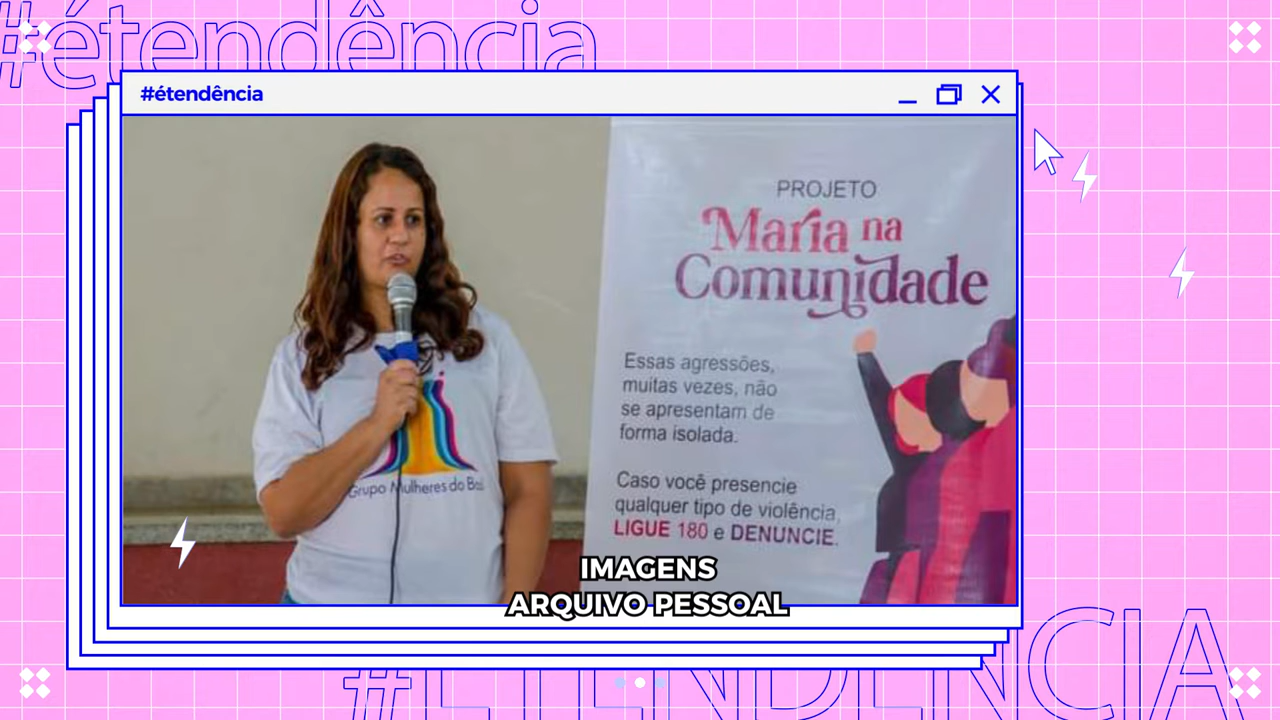 #étendência
#étendência
PROJETO
Maria na
Comunidade
Essas agressões,
muitas vezes, não
se apresentam de
forma isolada.
Caso você presencie
qualquer tipo de violência,
LIGUE 180 e DENUNCIE.
Grupo Mulheres do
IMAGENS
ARQUIVO PESSOAL
#ÉTENDÊNCIA